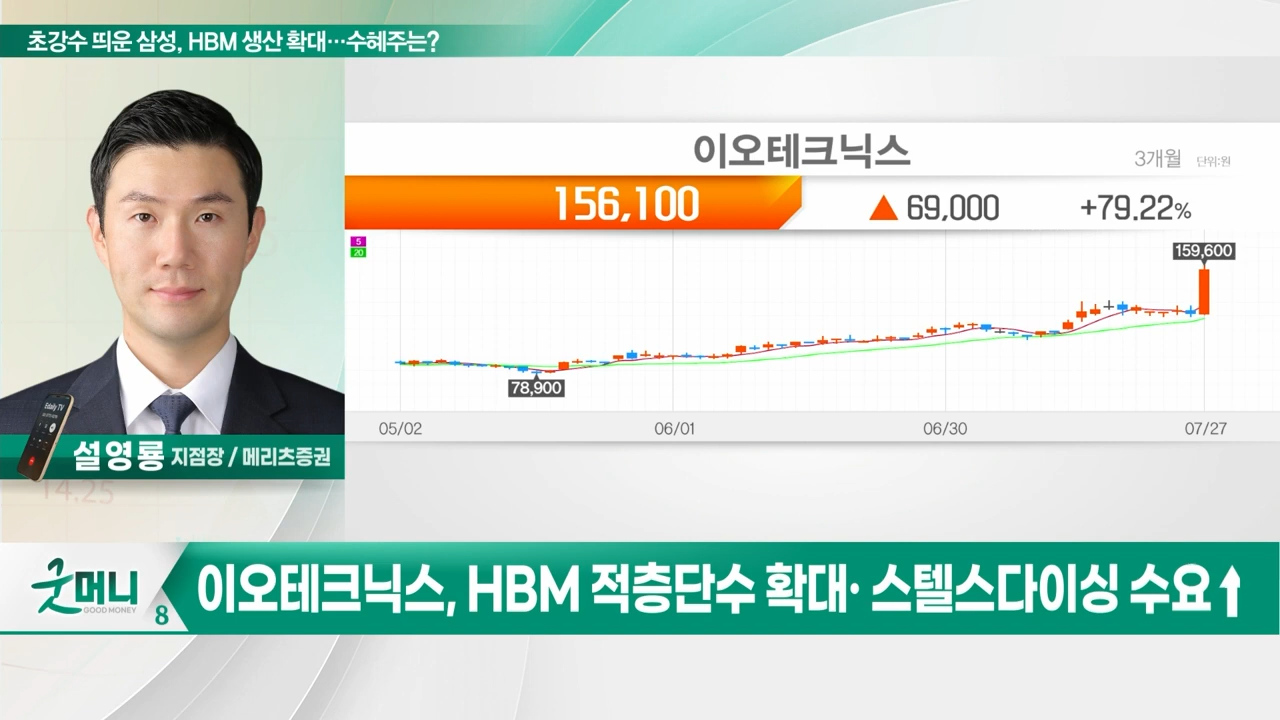 초강수 띄운 삼성, HBM 생산 확대…수혜주는?
이오테크닉스
3개월 단위:원
156,100 ▲ 69,000 +79.22%
5
20
159,600
78,900
05/02 06/01 06/30 07/27
Edaily TV
설영룡 지점장 / 메리츠증권
14.25
굿머니
GOOD MONEY
8
이오테크닉스, HBM 적층단수 확대· 스텔스다이싱 수요↑